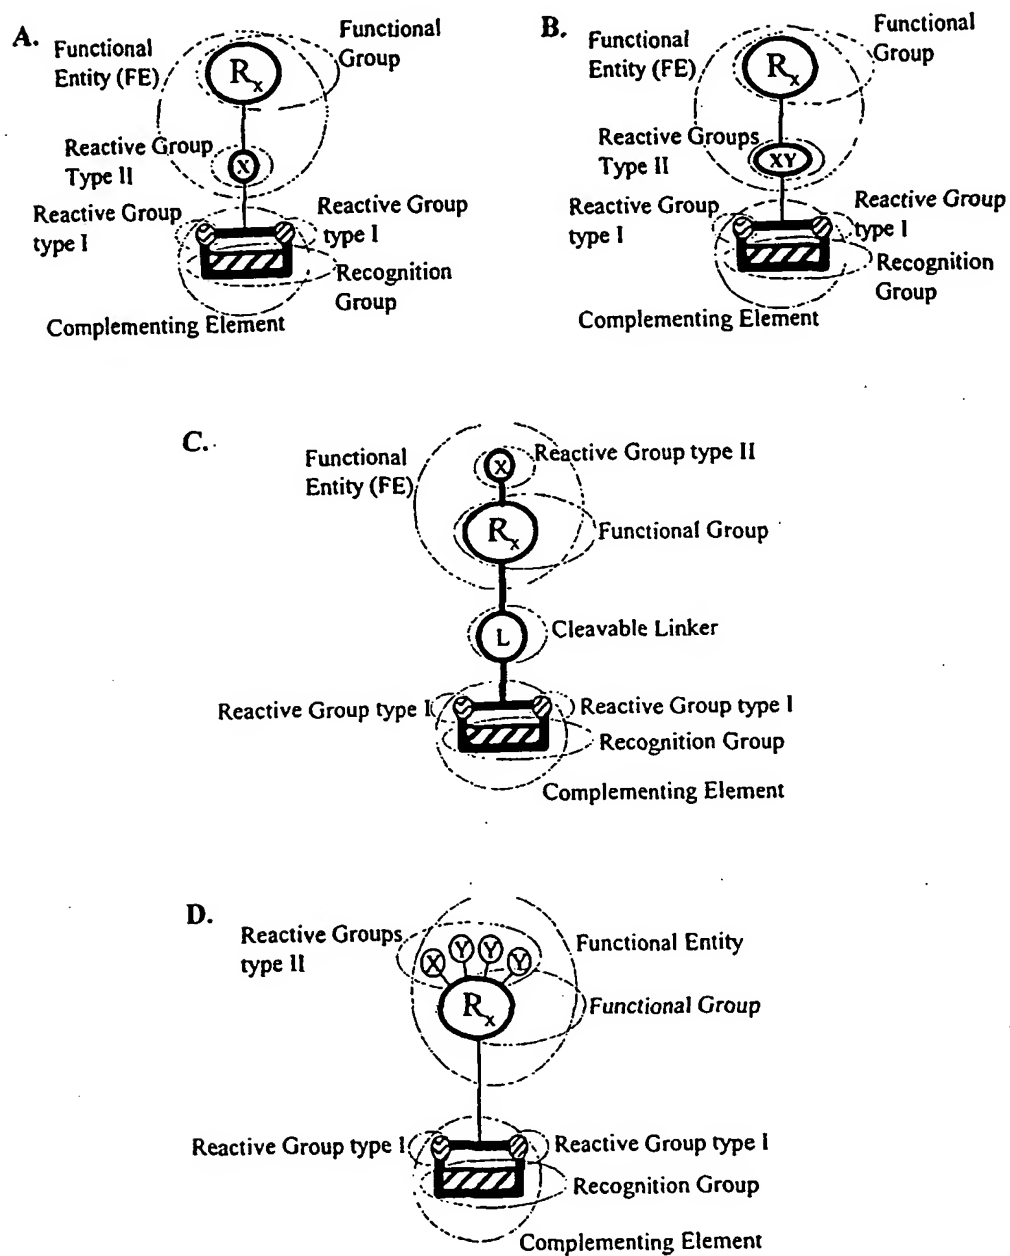 A.
Functional
Entity (FE)
Functional
Group
Rx
Reactive Group
Type II
X
Reactive Group
type I
Reactive Group
type I
Recognition
Group
Complementing Element
B.
Functional
Entity (FE)
Functional
Group
Rx
Reactive Groups
Type II
XY
Reactive Group
type I
Reactive Group
type I
Recognition
Group
Complementing Element
C.
Functional
Entity (FE)
X
Reactive Group type II
Rx
Functional Group
L
Cleavable Linker
Reactive Group type I
Reactive Group type I
Recognition Group
Complementing Element
D.
Reactive Groups
type II
X Y Y Y
Functional Entity
Rx
Functional Group
Reactive Group type I
Reactive Group type I
Recognition Group
Complementing Element